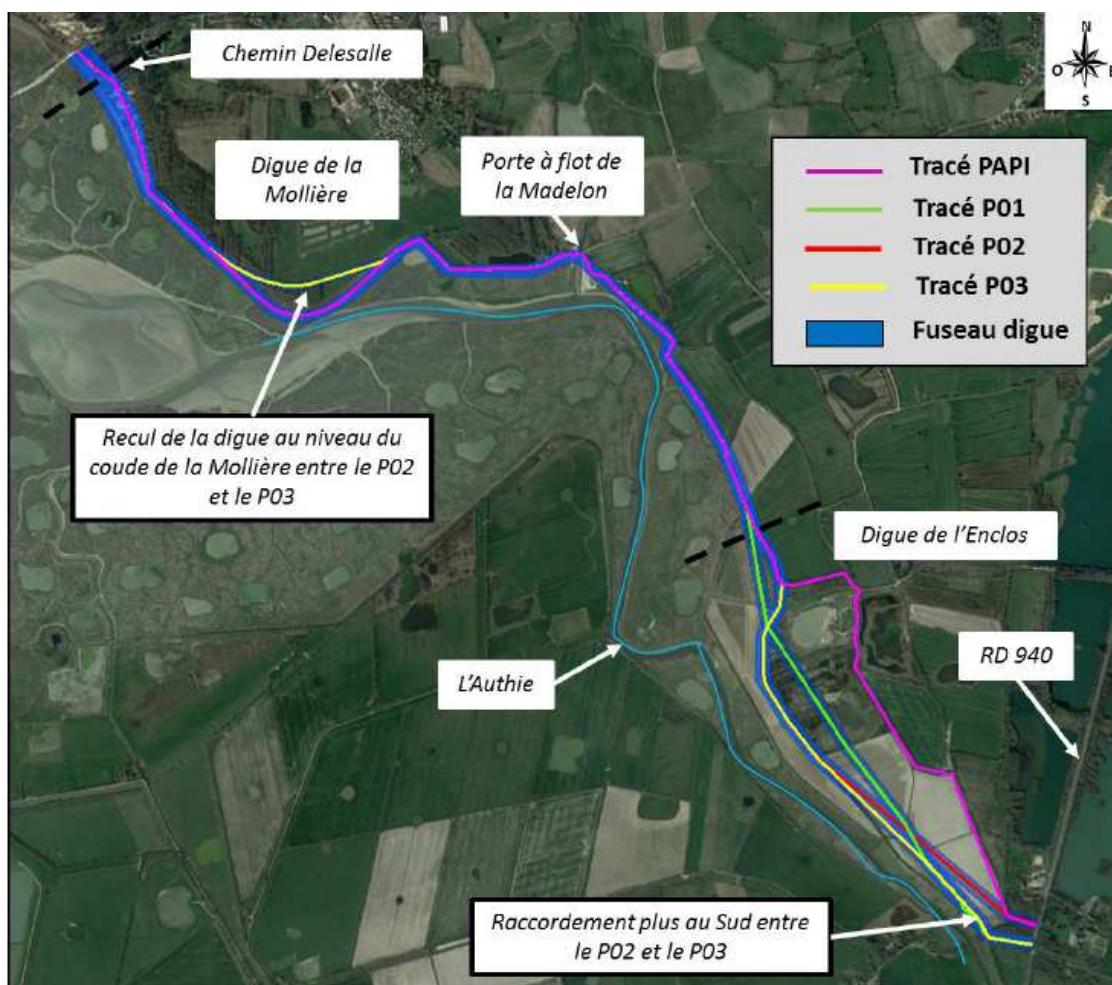 Chemin Delesalle
N
O
E
S
Digue de la
Mollière
Porte à flot de
la Madelon
Tracé PAPI
Tracé P01
Tracé P02
Tracé P03
Fuseau digue
Recul de la digue au niveau du
coude de la Mollière entre le P02
et le P03
Digue de l'Enclos
L'Authie
RD 940
Raccordement plus au Sud entre
le P02 et le P03